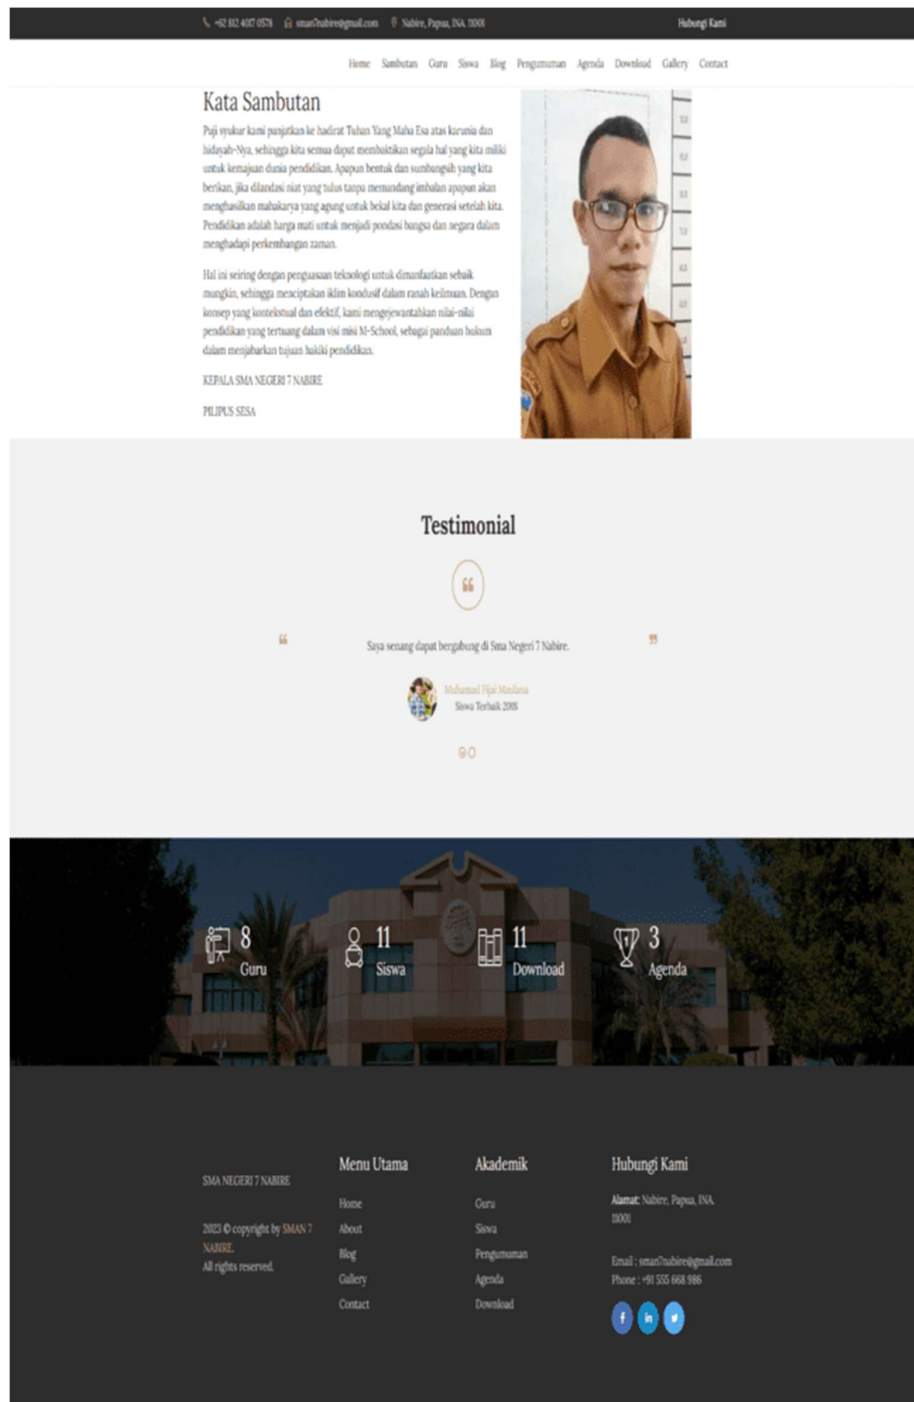 +62 812 4017 0578 sman7nabire@gmail.com Nabire, Papua, INA. 11001 Hubungi Kami
Home Sambutan Guru Siswa Blog Pengumuman Agenda Download Gallery Contact
Kata Sambutan
Puji syukur kami panjatkan ke hadirat Tuhan Yang Maha Esa atas karunia dan
hidayah-Nya, sehingga kita semua dapat membaktikan segala hal yang kita miliki
untuk kemajuan dunia pendidikan. Apapun bentuk dan sumbangsih yang kita
berikan, jika dilandasi niat yang tulus tanpa memandang imbalan apapun akan
menghasilkan mahakarya yang agung untuk bekal kita dan generasi setelah kita.
Pendidikan adalah harga mati untuk menjadi pondasi bangsa dan negara dalam
menghadapi perkembangan zaman.
Hal ini seiring dengan penguasaan teknologi untuk dimanfaatkan sebaik
mungkin, sehingga menciptakan iklim kondusif dalam ranah keilmuan. Dengan
konsep yang kontekstual dan efektif, kami mengejewantahkan nilai-nilai
pendidikan yang tertuang dalam visi misi M-School, sebagai panduan hukum
dalam menjabarkan tujuan hakiki pendidikan.
KEPALA SMA NEGERI 7 NABIRE
PILIPUS SESA
Testimonial
Saya senang dapat bergabung di Sma Negeri 7 Nabire.
Muhamad Fijai Maulana
Siswa Terbaik 2018
8
Guru
11
Siswa
11
Download
3
Agenda
SMA NEGERI 7 NABIRE
2023 © copyright by SMAN 7
NABIRE.
All rights reserved.
Menu Utama
Home
About
Blog
Gallery
Contact
Akademik
Guru
Siswa
Pengumuman
Agenda
Download
Hubungi Kami
Alamat: Nabire, Papua, INA.
11001
Email : sman7nabire@gmail.com
Phone : +91 555 668 986